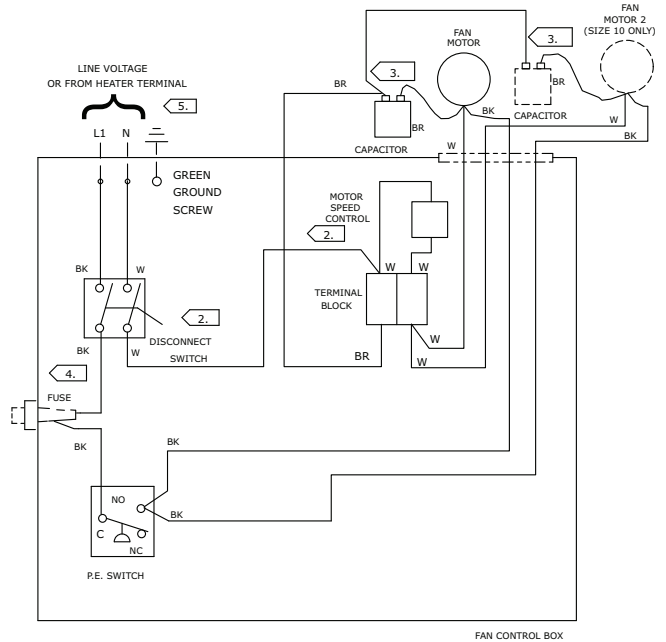 FAN
MOTOR 2
(SIZE 10 ONLY)
3.
FAN
MOTOR
LINE VOLTAGE
OR FROM HEATER TERMINAL
3.
BR
BR
BK
5.
CAPACITOR
W
L1
N
BR
BK
CAPACITOR
W
GREEN
GROUND
SCREW
MOTOR
SPEED
CONTROL
2.
BK
W
W
W
TERMINAL
BLOCK
2.
DISCONNECT
SWITCH
BK
W
W
BR
W
4.
FUSE
BK
BK
NO
BK
C
NC
P.E. SWITCH
FAN CONTROL BOX